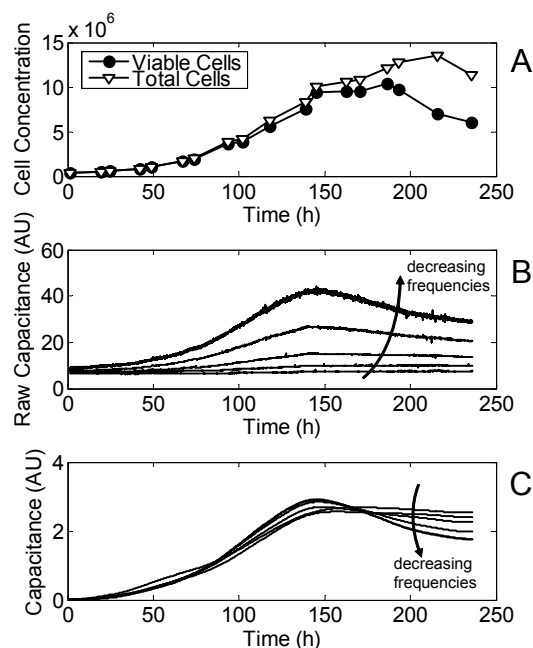 x 10^6
15
10
5
0
Cell Concentration
Viable Cells
Total Cells
A
0 50 100 150 200 250
Time (h)
60
40
20
0
Raw Capacitance (AU)
decreasing
frequencies
B
0 50 100 150 200 250
Time (h)
4
2
0
Capacitance (AU)
C
decreasing
frequencies
0 50 100 150 200 250
Time (h)